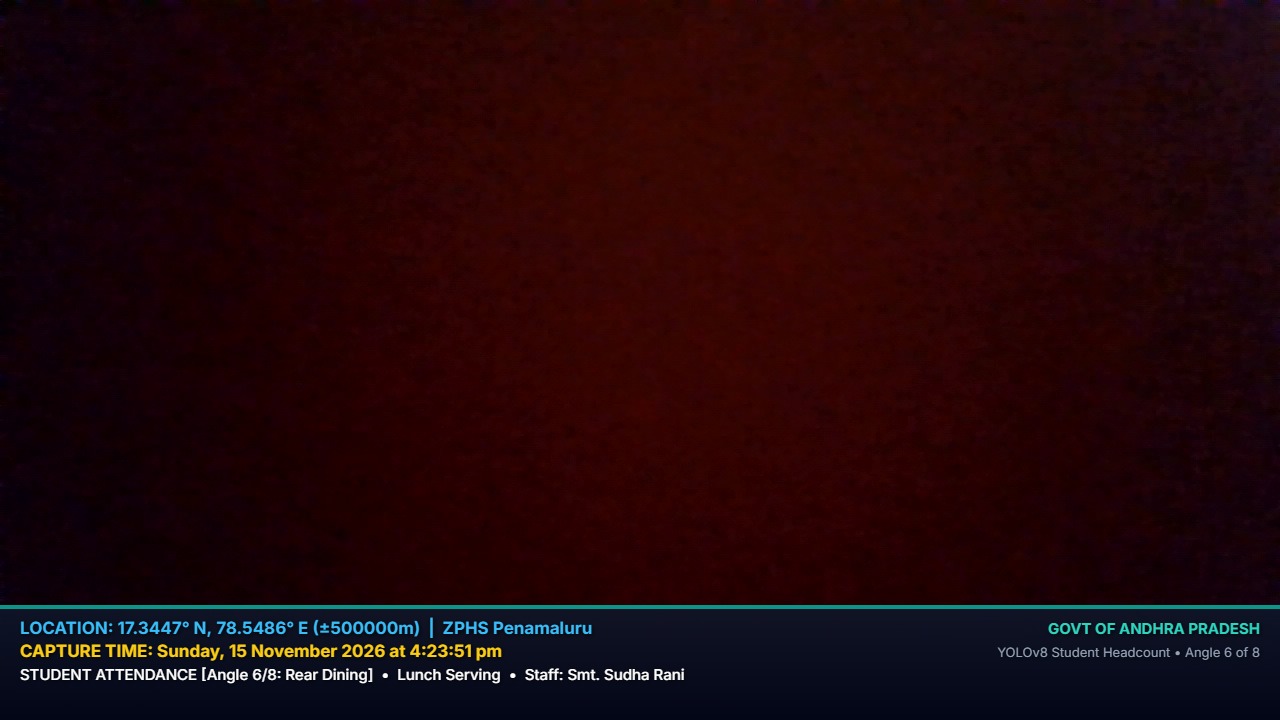 LOCATION: 17.3447° N, 78.5486° E (±500000m) | ZPHS Penamaluru
CAPTURE TIME: Sunday, 15 November 2026 at 4:23:51 pm
STUDENT ATTENDANCE [Angle 6/8: Rear Dining] • Lunch Serving • Staff: Smt. Sudha Rani
GOVT OF ANDHRA PRADESH
YOLOv8 Student Headcount • Angle 6 of 8